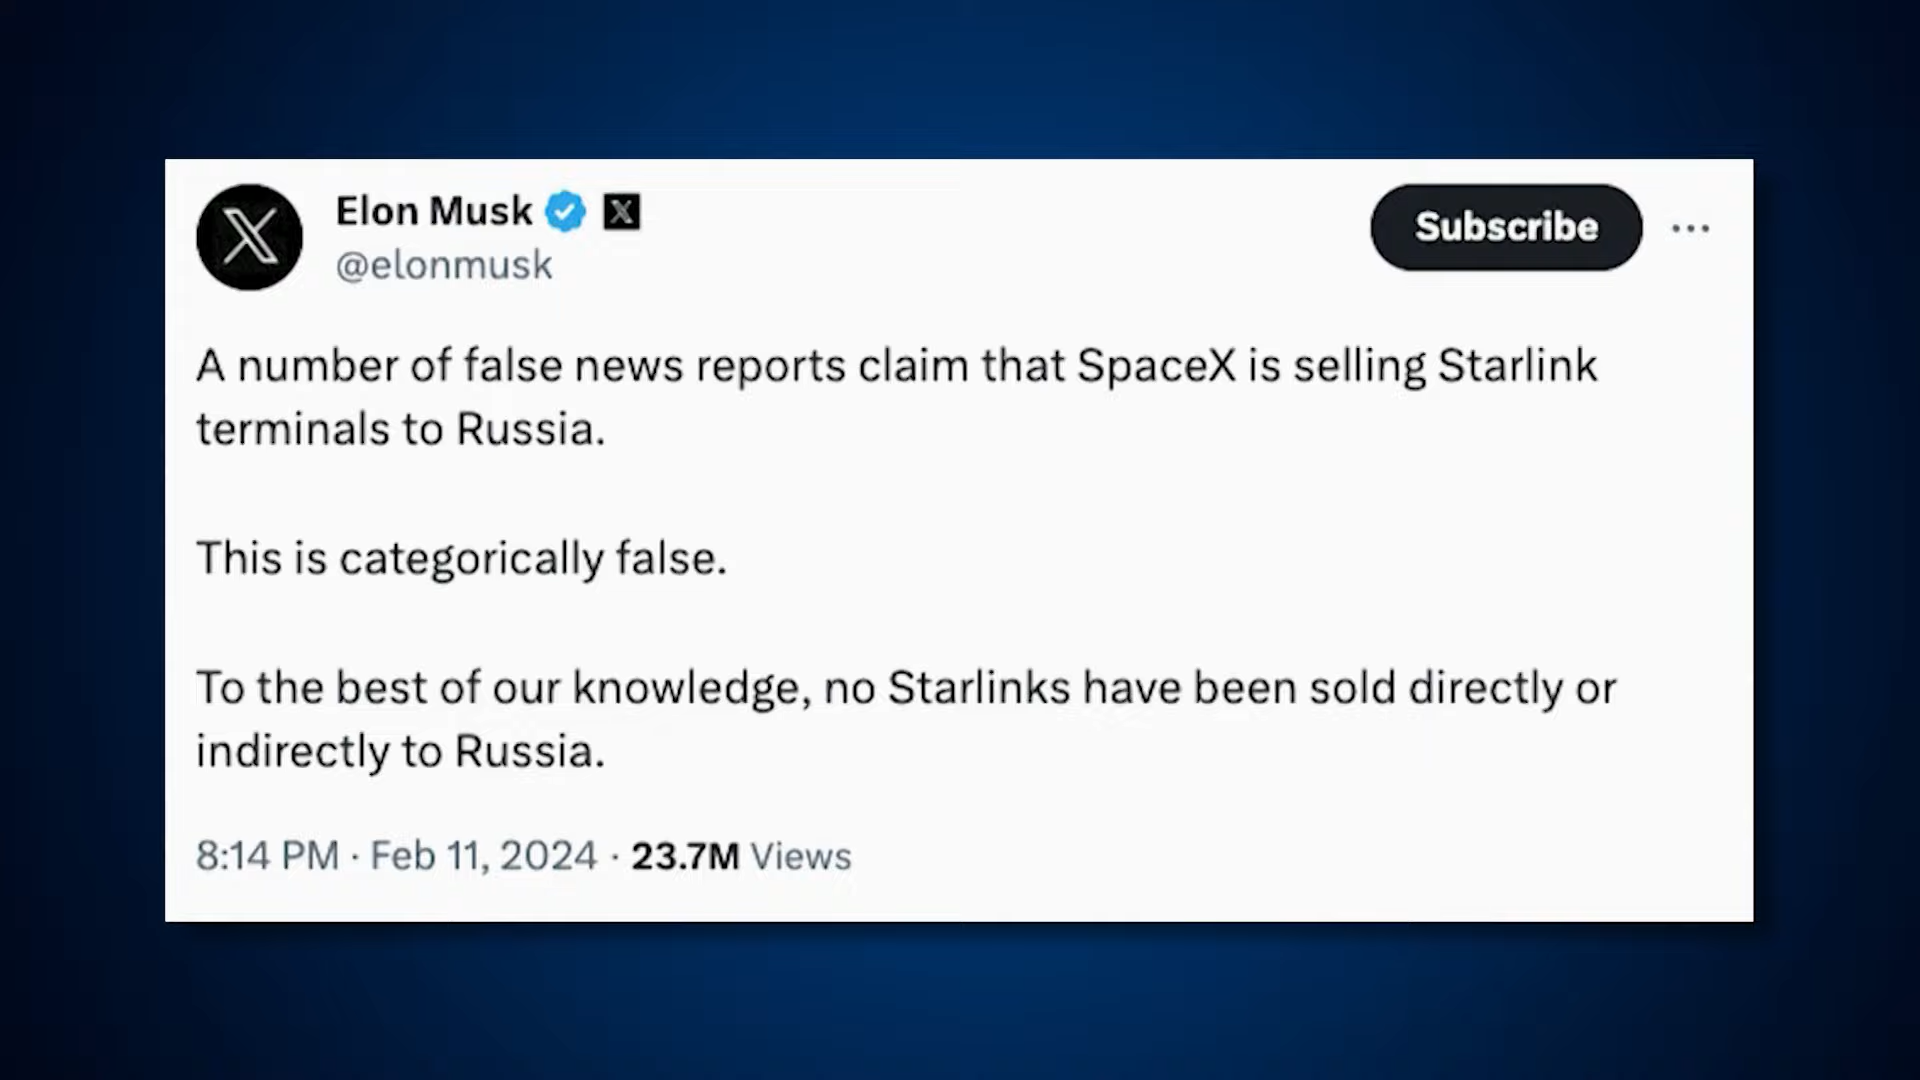 Elon Musk
@elonmusk
Subscribe
A number of false news reports claim that SpaceX is selling Starlink
terminals to Russia.
This is categorically false.
To the best of our knowledge, no Starlinks have been sold directly or
indirectly to Russia.
8:14 PM · Feb 11, 2024 · 23.7M Views